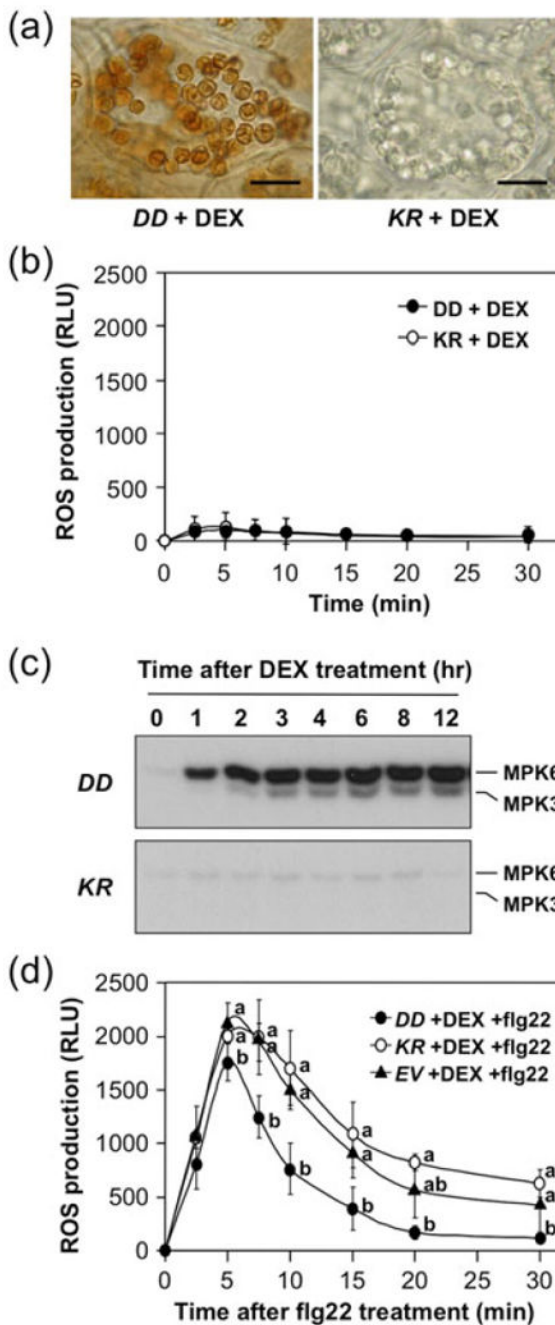 (a)
DD + DEX KR + DEX
(b)
ROS production (RLU)
2500
2000
1500
1000
500
0
DD + DEX
KR + DEX
0 5 10 15 20 25 30
Time (min)
(c)
Time after DEX treatment (hr)
0 1 2 3 4 6 8 12
DD
MPK6
MPK3
KR
MPK6
MPK3
(d)
ROS production (RLU)
2500
2000
1500
1000
500
0
DD +DEX +flg22
KR +DEX +flg22
EV +DEX +flg22
a
a a
b a
a
b a
b a
a
b a
ab
b a
a
b
0 5 10 15 20 25 30
Time after flg22 treatment (min)